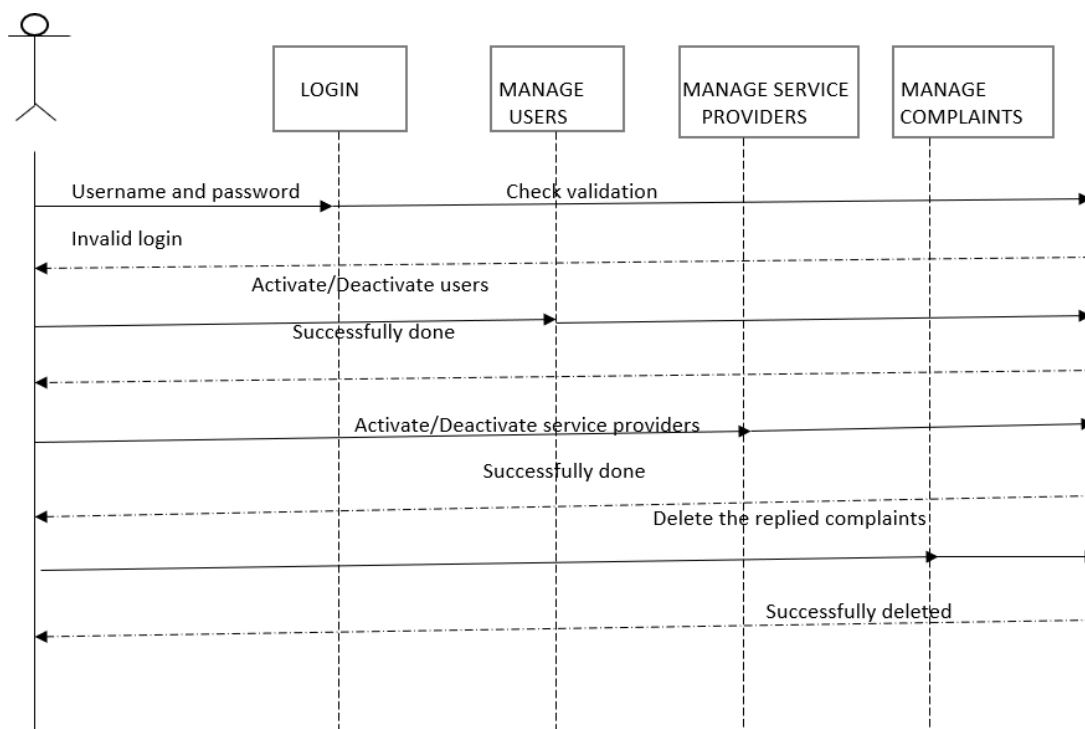 LOGIN
MANAGE
USERS
MANAGE SERVICE
PROVIDERS
MANAGE
COMPLAINTS
Username and password
Check validation
Invalid login
Activate/Deactivate users
Successfully done
Activate/Deactivate service providers
Successfully done
Delete the replied complaints
Successfully deleted